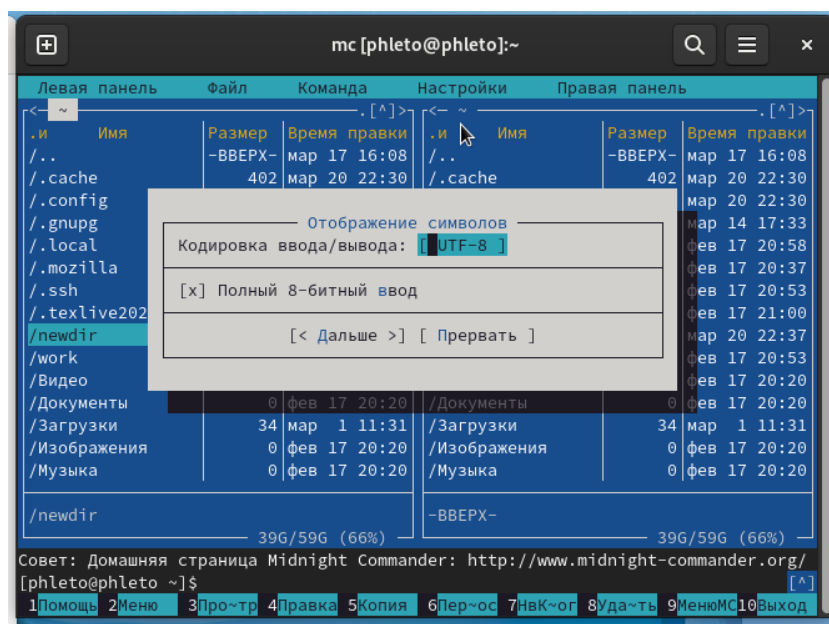 mc [phleto@phleto]:~
Левая панель Файл Команда Настройки Правая панель
<— ~ .[^]> <— ~ .[^]>
.и Имя Размер Время правки .и Имя Размер Время правки
/.. -ВВЕРХ- мар 17 16:08 /.. -ВВЕРХ- мар 17 16:08
/.cache 402 мар 20 22:30 /.cache 402 мар 20 22:30
/.config мар 20 22:30
/.gnupg Отображение символов мар 14 17:33
/.local Кодировка ввода/вывода: [ UTF-8 ] фев 17 20:58
/.mozilla фев 17 20:37
/.ssh [x] Полный 8-битный ввод фев 17 20:53
/.texlive202 фев 17 21:00
/newdir [< Дальше >] [ Прервать ] мар 20 22:37
/work фев 17 20:53
/Видео фев 17 20:20
/Документы 0 фев 17 20:20 /Документы 0 фев 17 20:20
/Загрузки 34 мар 1 11:31 /Загрузки 34 мар 1 11:31
/Изображения 0 фев 17 20:20 /Изображения 0 фев 17 20:20
/Музыка 0 фев 17 20:20 /Музыка 0 фев 17 20:20
/newdir -ВВЕРХ-
39G/59G (66%) 39G/59G (66%)
Совет: Домашняя страница Midnight Commander: http://www.midnight-commander.org/
[phleto@phleto ~]$ [^]
1Помощь 2Меню 3Про~тр 4Правка 5Копия 6Пер~ос 7НвК~ог 8Уда~ть 9МенюMC 10Выход